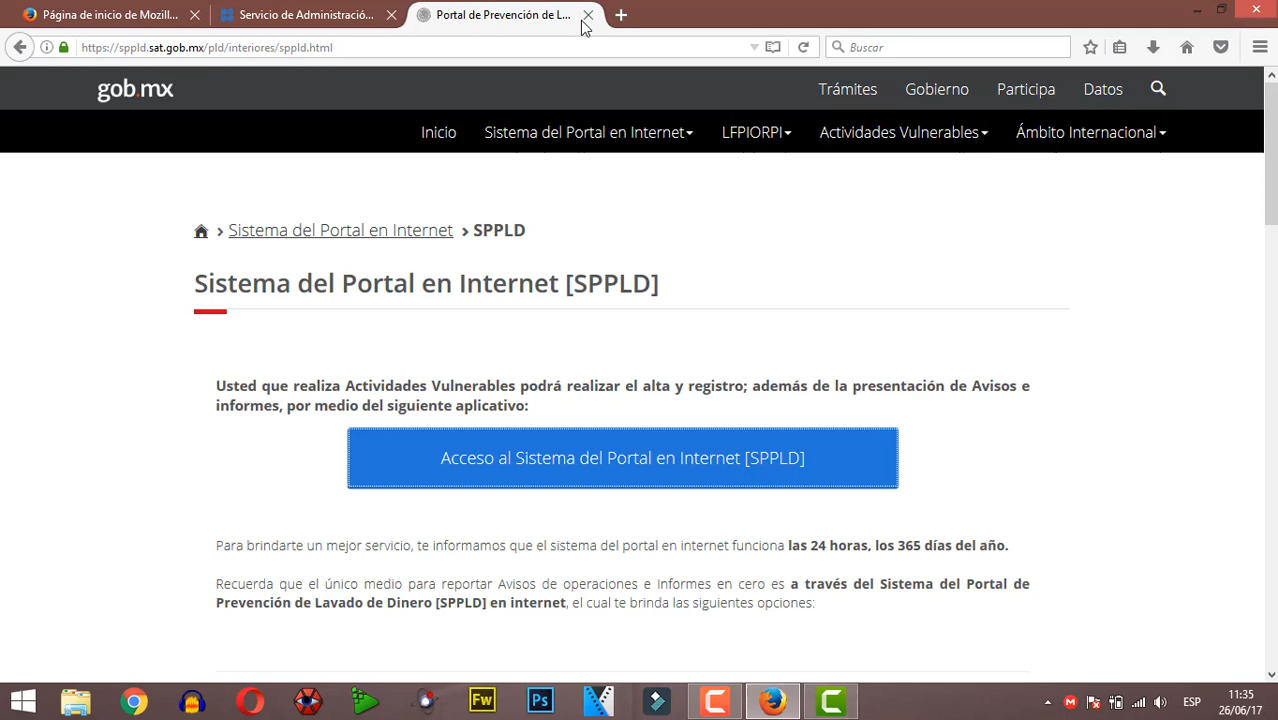 Página de inicio de Mozill...
Servicio de Administració...
Portal de Prevención de L...
https://sppld.sat.gob.mx/pld/interiores/sppld.html
Buscar
gob.mx
Trámites
Gobierno
Participa
Datos
Inicio
Sistema del Portal en Internet
LFPIORPI
Actividades Vulnerables
Ámbito Internacional
Sistema del Portal en Internet > SPPLD
Sistema del Portal en Internet [SPPLD]
Usted que realiza Actividades Vulnerables podrá realizar el alta y registro; además de la presentación de Avisos e
informes, por medio del siguiente aplicativo:
Acceso al Sistema del Portal en Internet [SPPLD]
Para brindarte un mejor servicio, te informamos que el sistema del portal en internet funciona las 24 horas, los 365 días del año.
Recuerda que el único medio para reportar Avisos de operaciones e Informes en cero es a través del Sistema del Portal de
Prevención de Lavado de Dinero [SPPLD] en internet, el cual te brinda las siguientes opciones:
Fw
Ps
ESP
11:35
26/06/17